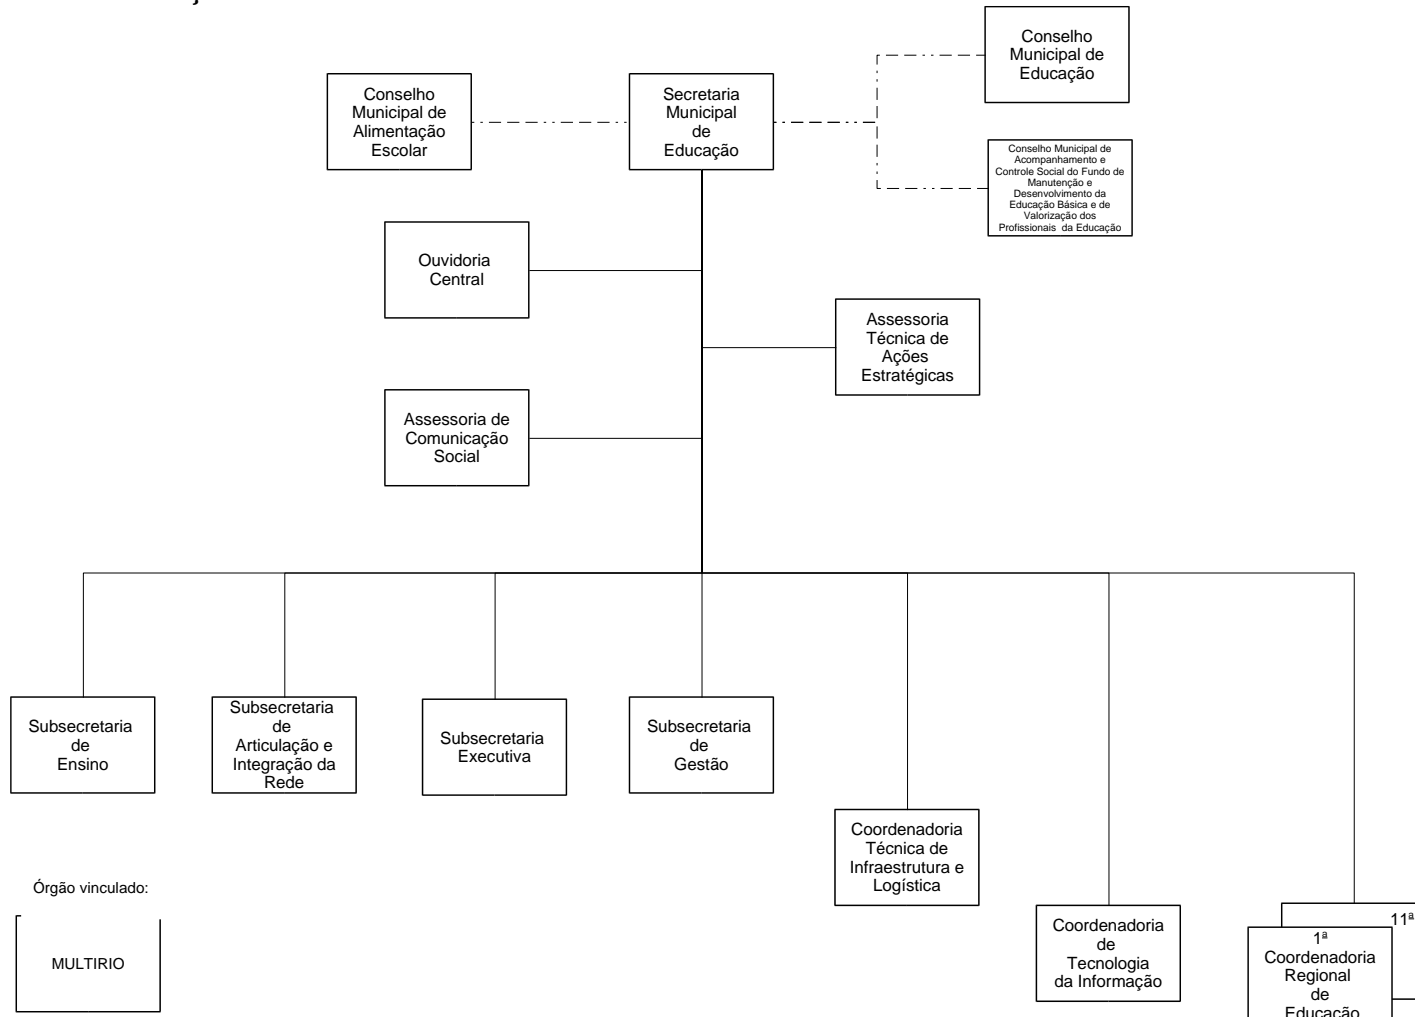 Conselho
Municipal de
Educação
Conselho
Municipal de
Alimentação
Escolar
Secretaria
Municipal
de
Educação
Conselho Municipal de
Acompanhamento e
Controle Social do Fundo de
Manutenção e
Desenvolvimento da
Educação Básica e de
Valorização dos
Profissionais da Educação
Ouvidoria
Central
Assessoria
Técnica de
Ações
Estratégicas
Assessoria de
Comunicação
Social
Subsecretaria
de
Ensino
Subsecretaria
de
Articulação e
Integração da
Rede
Subsecretaria
Executiva
Subsecretaria
de
Gestão
Coordenadoria
Técnica de
Infraestrutura e
Logística
Coordenadoria
de
Tecnologia
da Informação
11ª
1ª
Coordenadoria
Regional
de
Educação
Órgão vinculado:
MULTIRIO